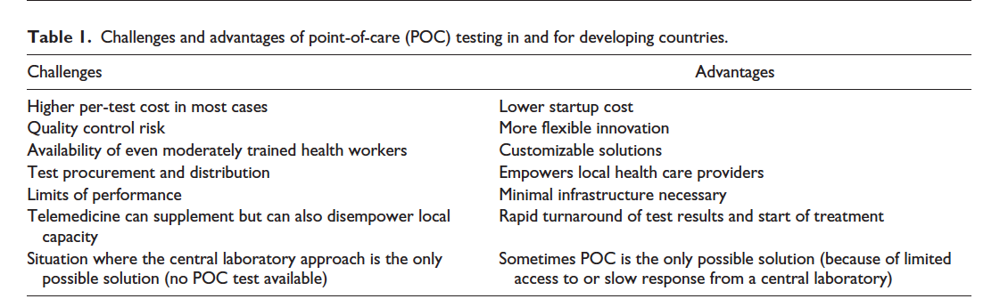 Table 1. Challenges and advantages of point-of-care (POC) testing in and for developing countries.
Challenges Advantages
Higher per-test cost in most cases Lower startup cost
Quality control risk More flexible innovation
Availability of even moderately trained health workers Customizable solutions
Test procurement and distribution Empowers local health care providers
Limits of performance Minimal infrastructure necessary
Telemedicine can supplement but can also disempower local Rapid turnaround of test results and start of treatment
capacity
Situation where the central laboratory approach is the only Sometimes POC is the only possible solution (because of limited
possible solution (no POC test available) access to or slow response from a central laboratory)